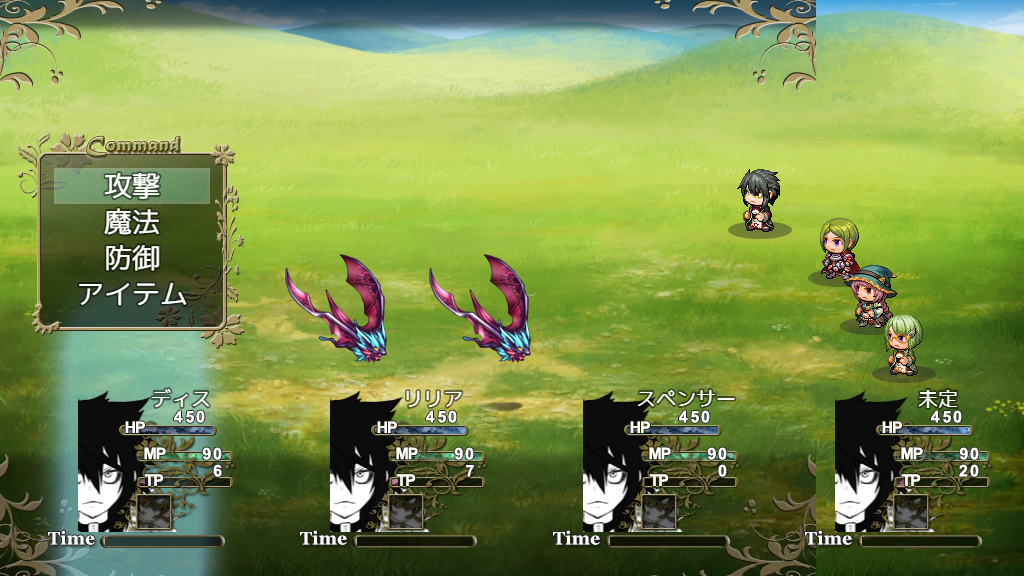 Command
攻撃
魔法
防御
アイテム
ディス
450
HP
MP 90
6
TP
Time
リリア
450
HP
MP 90
7
TP
Time
スペンサー
450
HP
MP 90
0
TP
Time
未定
450
HP
MP 90
20
TP
Time